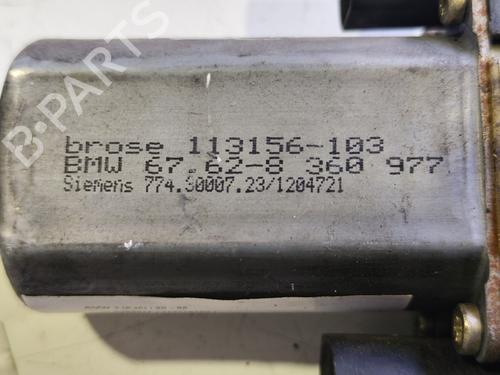 B-PARTS
brose 113156-103
BMW 67.62-8 360 977
Siemens 774.30007.23/1204721